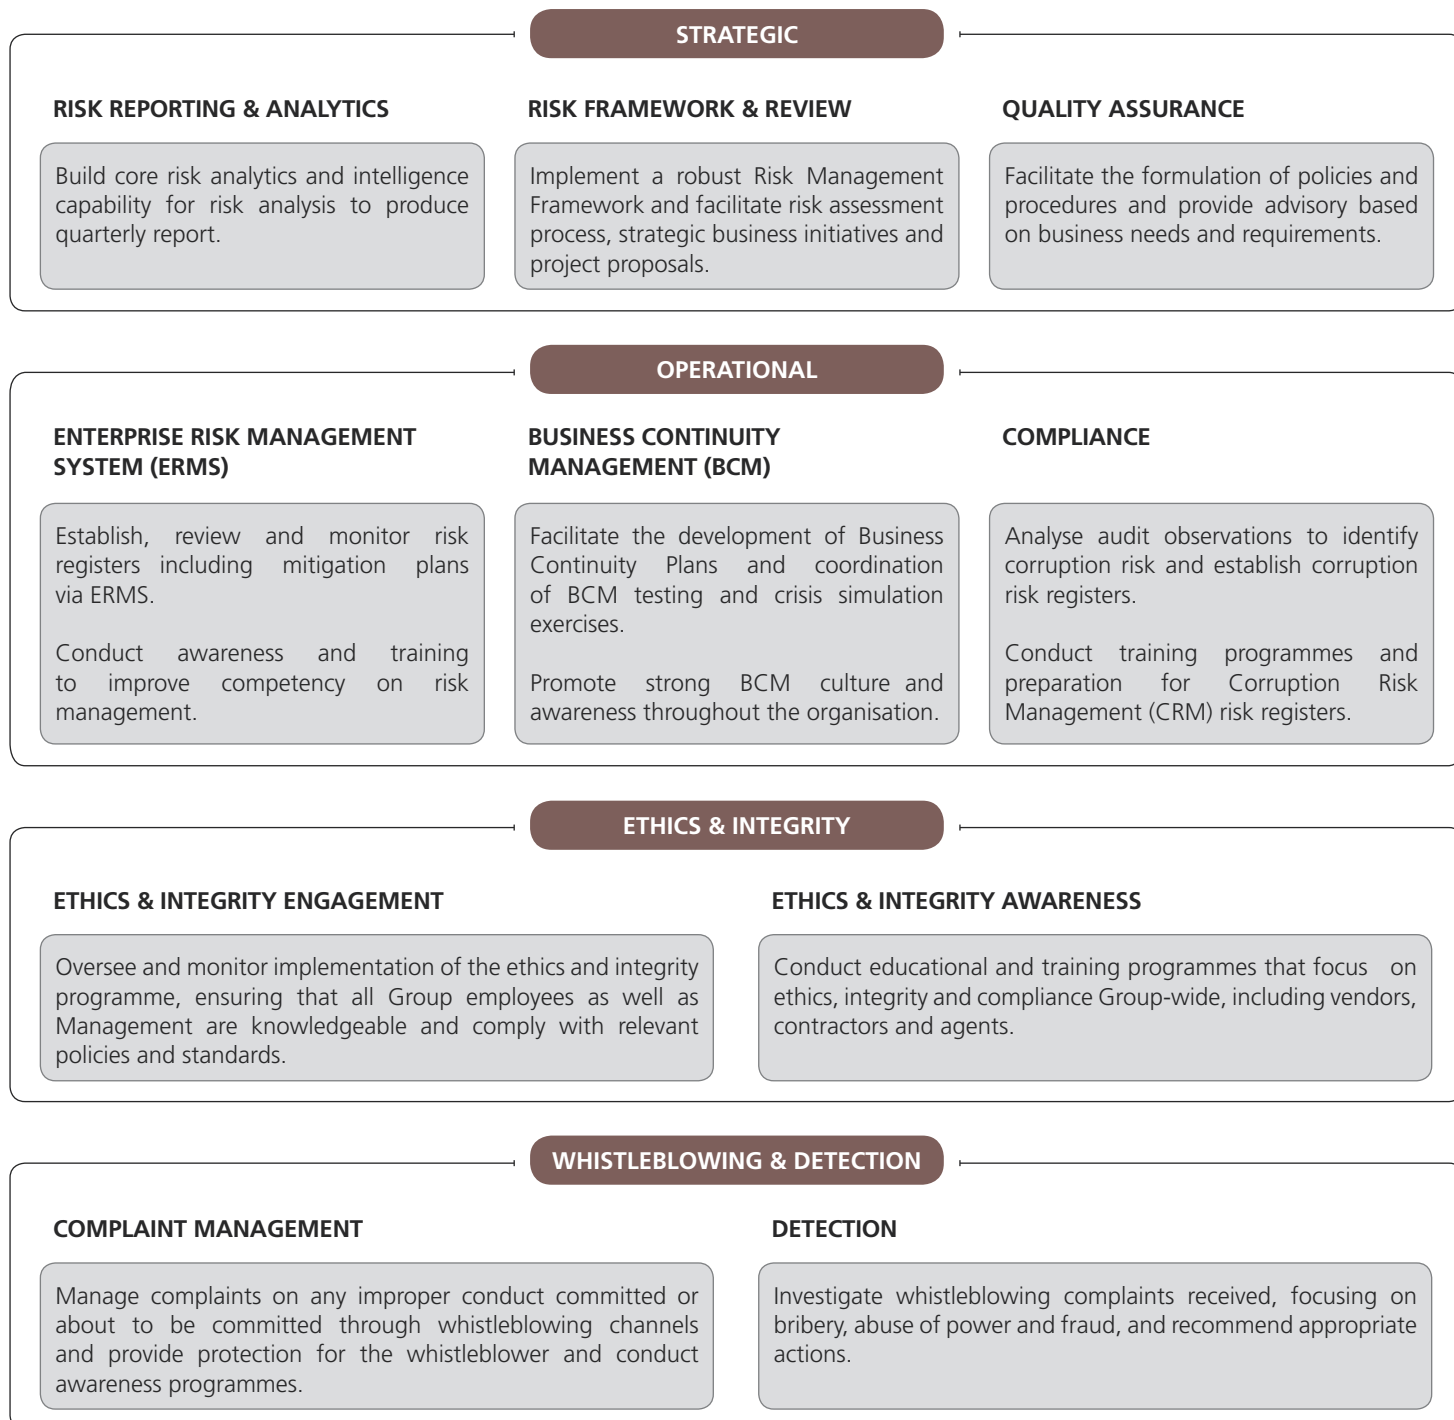 STRATEGIC
RISK REPORTING & ANALYTICS
Build core risk analytics and intelligence
capability for risk analysis to produce
quarterly report.
RISK FRAMEWORK & REVIEW
Implement a robust Risk Management
Framework and facilitate risk assessment
process, strategic business initiatives and
project proposals.
QUALITY ASSURANCE
Facilitate the formulation of policies and
procedures and provide advisory based
on business needs and requirements.
OPERATIONAL
ENTERPRISE RISK MANAGEMENT
SYSTEM (ERMS)
Establish, review and monitor risk
registers including mitigation plans
via ERMS.
Conduct awareness and training
to improve competency on risk
management.
BUSINESS CONTINUITY
MANAGEMENT (BCM)
Facilitate the development of Business
Continuity Plans and coordination
of BCM testing and crisis simulation
exercises.
Promote strong BCM culture and
awareness throughout the organisation.
COMPLIANCE
Analyse audit observations to identify
corruption risk and establish corruption
risk registers.
Conduct training programmes and
preparation for Corruption Risk
Management (CRM) risk registers.
ETHICS & INTEGRITY
ETHICS & INTEGRITY ENGAGEMENT
Oversee and monitor implementation of the ethics and integrity
programme, ensuring that all Group employees as well as
Management are knowledgeable and comply with relevant
policies and standards.
ETHICS & INTEGRITY AWARENESS
Conduct educational and training programmes that focus on
ethics, integrity and compliance Group-wide, including vendors,
contractors and agents.
WHISTLEBLOWING & DETECTION
COMPLAINT MANAGEMENT
Manage complaints on any improper conduct committed or
about to be committed through whistleblowing channels
and provide protection for the whistleblower and conduct
awareness programmes.
DETECTION
Investigate whistleblowing complaints received, focusing on
bribery, abuse of power and fraud, and recommend appropriate
actions.